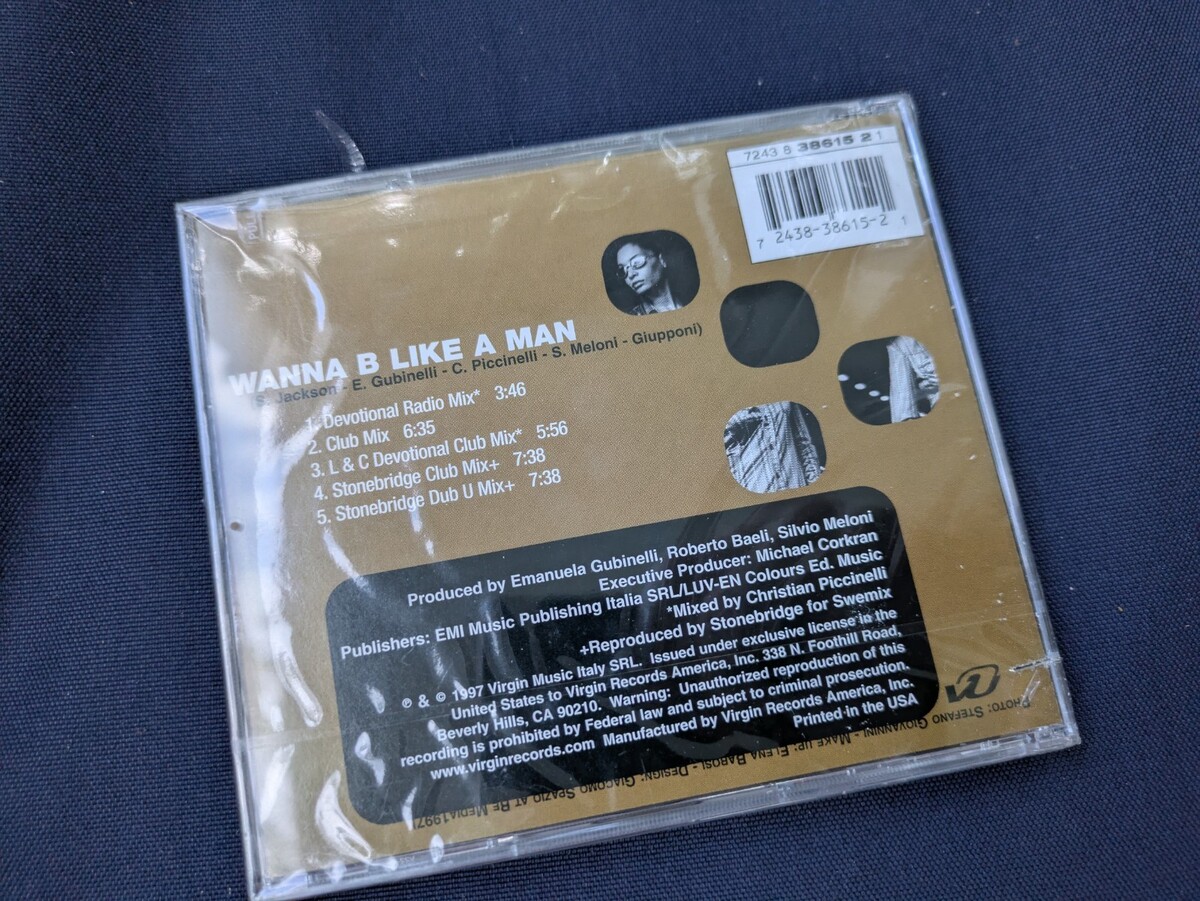 7243 8 38615 2 1
7 2438-38615-2 1
WANNA B LIKE A MAN
(S. Jackson - E. Gubinelli - C. Piccinelli - S. Meloni - Giupponi)
1. Devotional Radio Mix* 3:46
2. Club Mix 6:35
3. L & C Devotional Club Mix* 5:56
4. Stonebridge Club Mix+ 7:38
5. Stonebridge Dub U Mix+ 7:38
Produced by Emanuela Gubinelli, Roberto Baeli, Silvio Meloni
Executive Producer: Michael Corkran
Publishers: EMI Music Publishing Italia SRL/LUV-EN Colours Ed. Music
*Mixed by Christian Piccinelli
+Reproduced by Stonebridge for Swemix
℗ & © 1997 Virgin Music Italy SRL. Issued under exclusive license in the
United States to Virgin Records America, Inc. 338 N. Foothill Road,
Beverly Hills, CA 90210. Warning: Unauthorized reproduction of this
recording is prohibited by Federal law and subject to criminal prosecution.
www.virginrecords.com Manufactured by Virgin Records America, Inc.
Printed in the USA
Photo: Stefano Giovannini - Make up: Elena Barosi - Design: Giacomo Spazio at Be Media1997